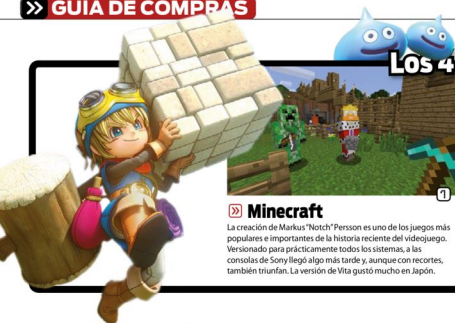 » GUÍA DE COMPRAS
Los 4
1
» Minecraft
La creación de Markus "Notch" Persson es uno de los juegos más
populares e importantes de la historia reciente del videojuego.
Versionado para prácticamente todos los sistemas, a las
consolas de Sony llegó algo más tarde y, aunque con recortes,
también triunfan. La versión de Vita gustó mucho en Japón.